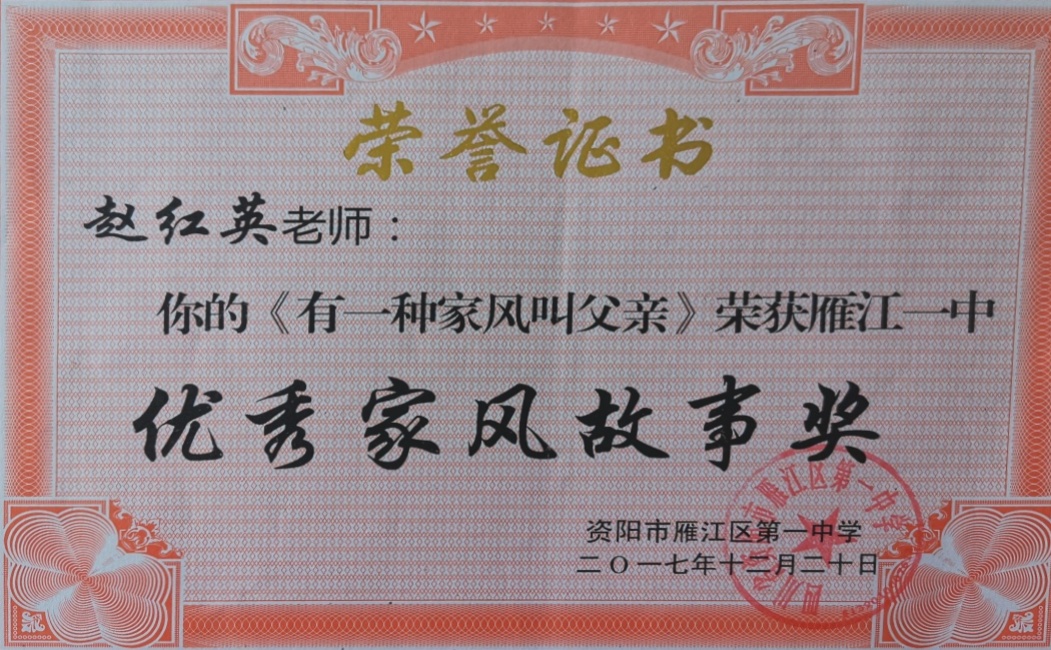 荣誉证书
赵红英老师：
你的《有一种家风叫父亲》荣获雁江一中
优秀家风故事奖
资阳市雁江区第一中学
二〇一七年十二月二十日